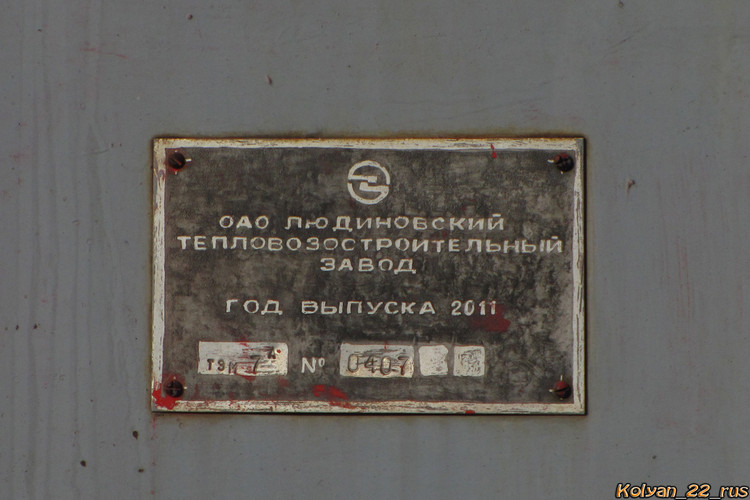 ОАО ЛЮДИНОВСКИЙ
ТЕПЛОВОЗОСТРОИТЕЛЬНЫЙ
ЗАВОД
ГОД ВЫПУСКА 2011
№ 0407
Kolyan_22_rus